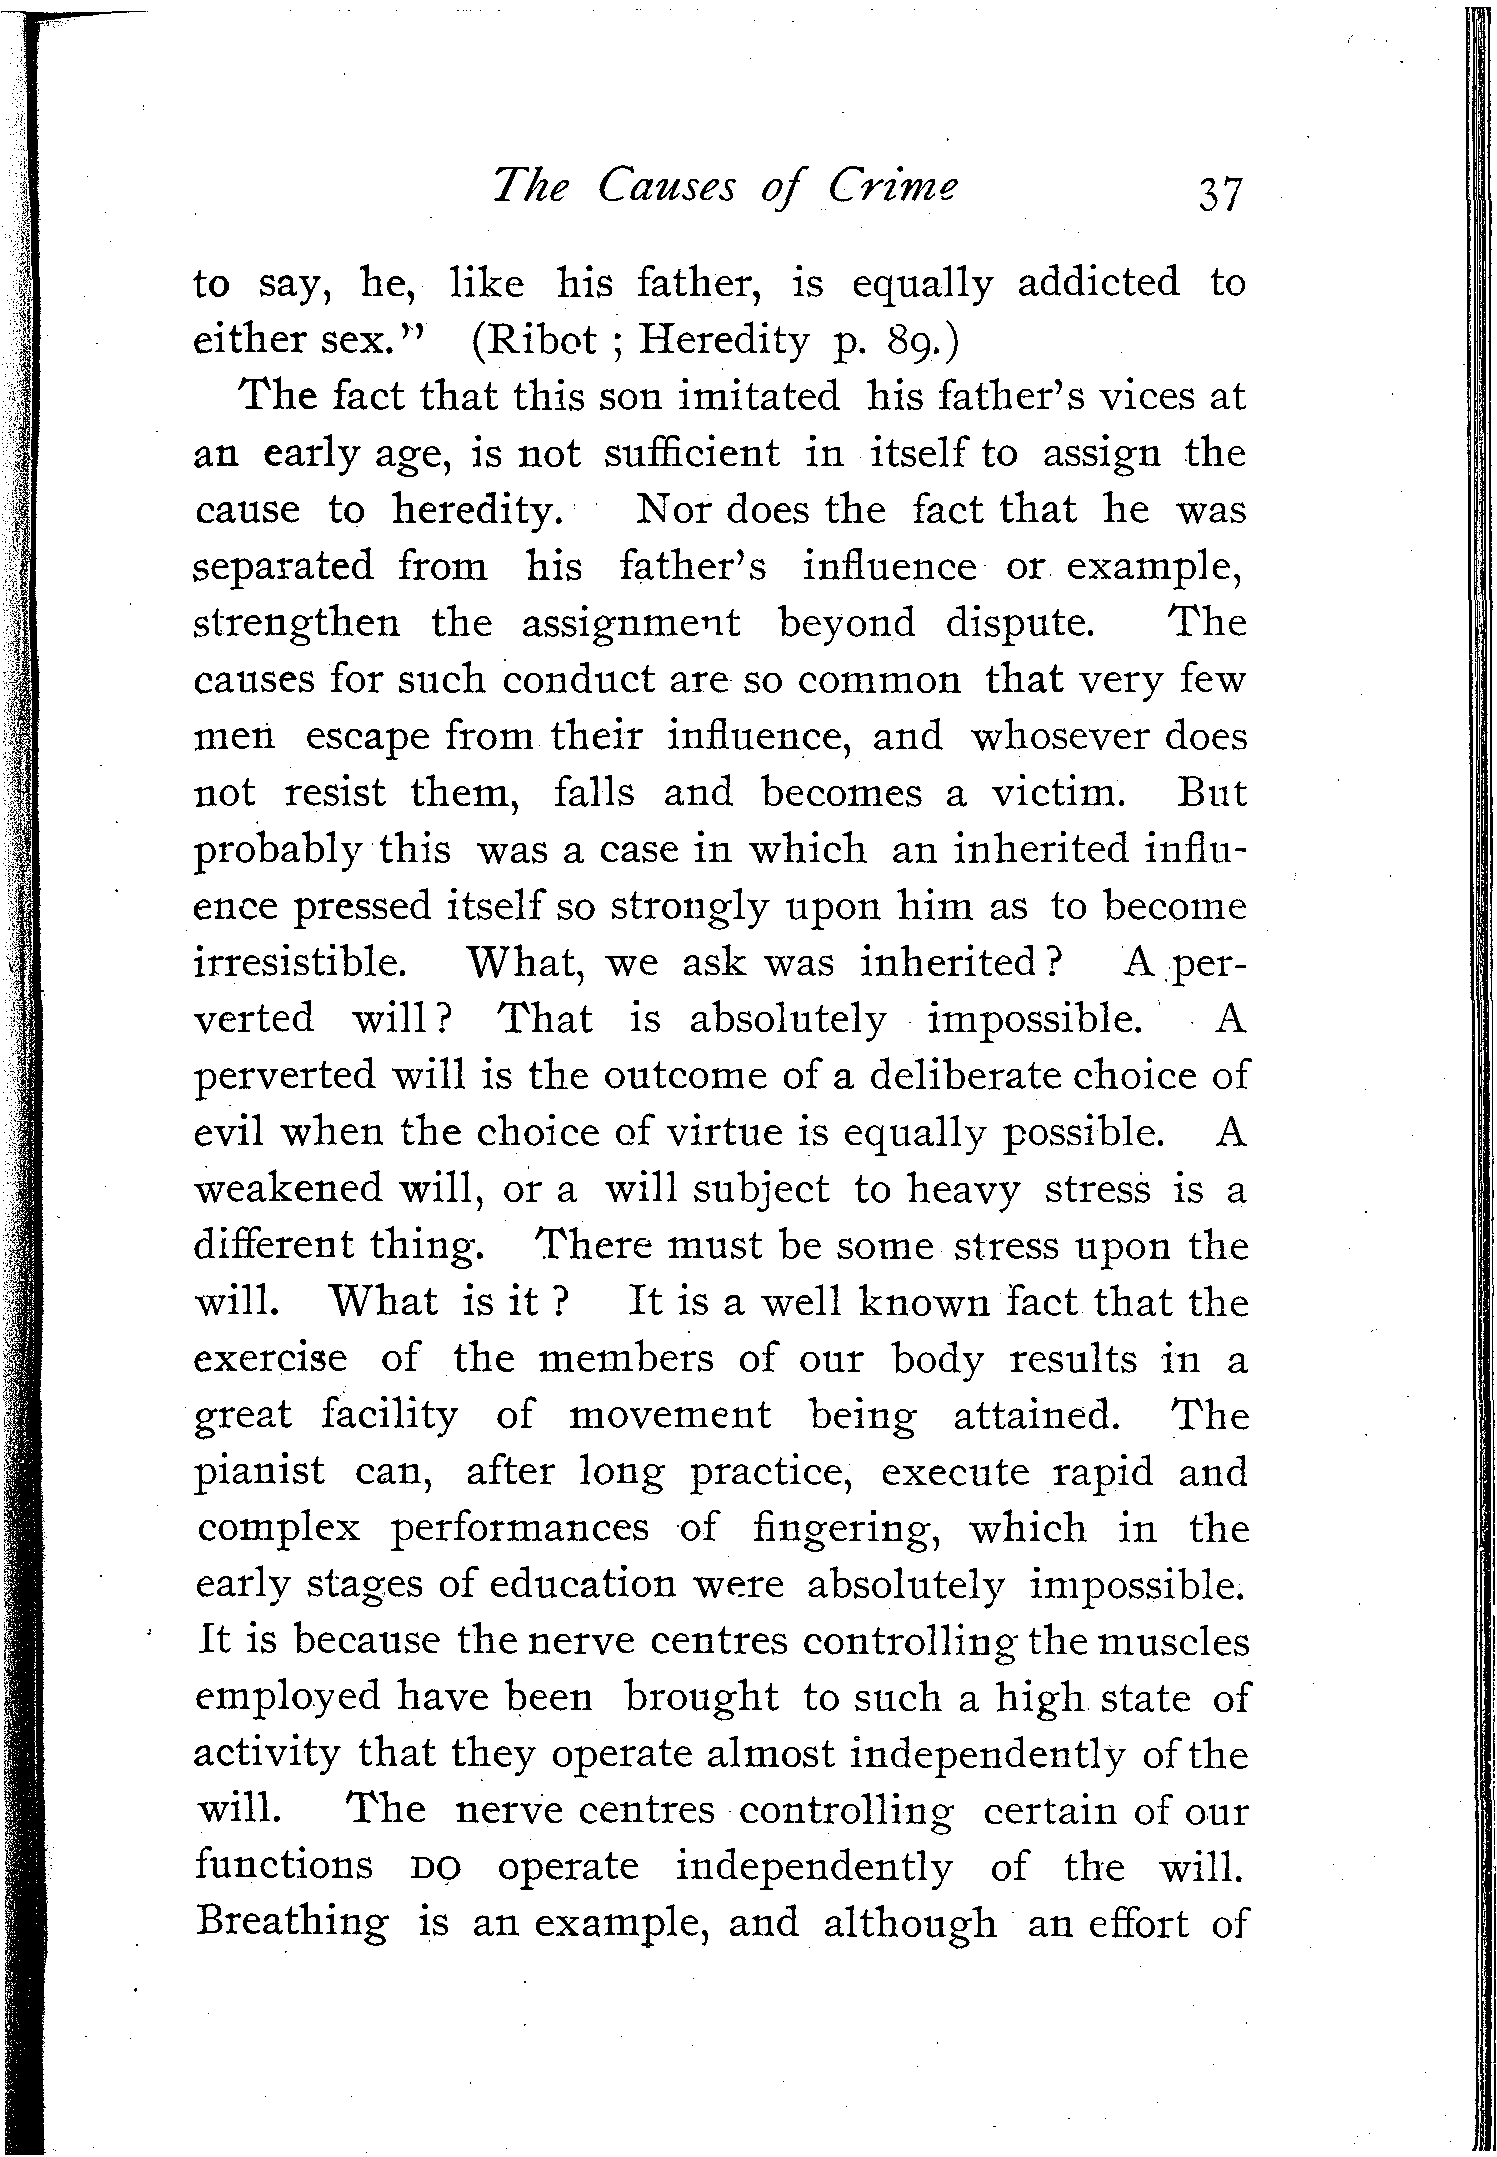 The Causes of Crime 37
to say, he, like his father, is equally addicted to
either sex." (Ribot ; Heredity p. 89.)
The fact that this son imitated his father's vices at
an early age, is not sufficient in itself to assign the
cause to heredity. Nor does the fact that he was
separated from his father's influence or example,
strengthen the assignment beyond dispute. The
causes for such conduct are so common that very few
men escape from their influence, and whosever does
not resist them, falls and becomes a victim. But
probably this was a case in which an inherited influ-
ence pressed itself so strongly upon him as to become
irresistible. What, we ask was inherited ? A per-
verted will ? That is absolutely impossible. A
perverted will is the outcome of a deliberate choice of
evil when the choice of virtue is equally possible. A
weakened will, or a will subject to heavy stress is a
different thing. There must be some stress upon the
will. What is it ? It is a well known fact that the
exercise of the members of our body results in a
great facility of movement being attained. The
pianist can, after long practice, execute rapid and
complex performances of fingering, which in the
early stages of education were absolutely impossible.
It is because the nerve centres controlling the muscles
employed have been brought to such a high state of
activity that they operate almost independently of the
will. The nerve centres controlling certain of our
functions DO operate independently of the will.
Breathing is an example, and although an effort of